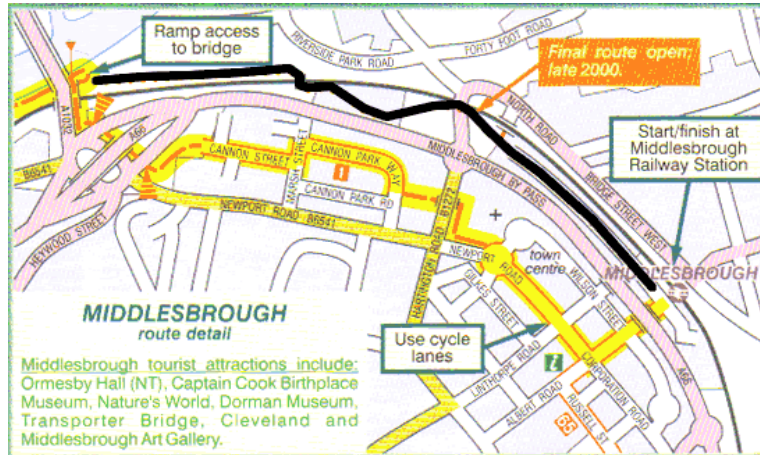 Ramp access
to bridge
RIVERSIDE PARK ROAD
FORTY FOOT ROAD
Final route open
late 2000.
NORTH ROAD
A1032
A66
Start/finish at
Middlesbrough
Railway Station
B6541
CANNON STREET
CANNON PARK WAY
MIDDLESBROUGH BY PASS
BRIDGE STREET WEST
MARSH STREET
CANNON PARK RD
NEWPORT ROAD B6541
HARTINGTON ROAD B1272
HEYWOOD STREET
NEWPORT ROAD
town
centre
WILSON STREET
MIDDLESBROUGH
GILKES STREET
MIDDLESBROUGH
route detail
Use cycle
lanes
i
LINTHORPE ROAD
CORPORATION ROAD
A66
ALBERT ROAD
RUSSELL ST.
65
Middlesbrough tourist attractions include:
Ormesby Hall (NT), Captain Cook Birthplace
Museum, Nature's World, Dorman Museum,
Transporter Bridge, Cleveland and
Middlesbrough Art Gallery.